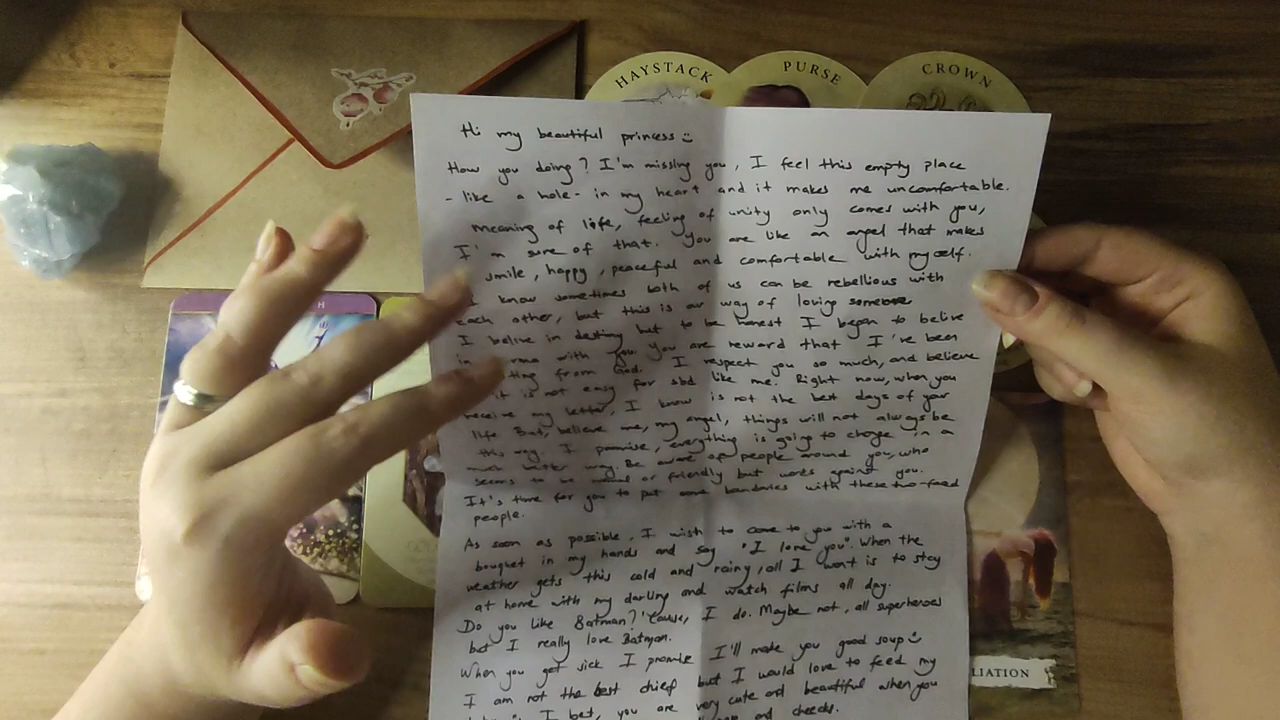 HAYSTACK
PURSE
CROWN
Hi my beautiful princess :)
How you doing? I'm missing you, I feel this empty place
- like a hole - in my heart and it makes me uncomfortable.
meaning of life, feeling of unity only comes with you,
I'm sure of that. You are like an angel that makes
smile, happy, peaceful and comfortable with myself.
I know sometimes both of us can be rebellious with
each other, but this is our way of loving someone
I belive in destiny but to be honest I began to belive
in with you. You are reward that I've been
from God. I respect you so much, and believe
it is not easy for sbd like me. Right now, when you
receive my letter, I know is not the best days of your
life But, believe me, my angel, things will not always be
this way. I promise, everything is going to change in a
much better way. Be aware of people around you, who
seems to be or friendly but works against you.
It's time for you to put some bondaries with these two-faed
people.
As soon as possible, I wish to come to you with a
bouquet in my hands and say "I love you". When the
weather gets this cold and rainy, all I want is to stay
at home with my darling and watch films all day.
Do you like Batman? 'Cause, I do. Maybe not, all superheroes
but I really love Batman.
When you get sick I promise I'll make you good soup :)
I am not the best chief but I would love to feed my
I bet, you are very cute and beautiful when you
and cheeks.
LIATION